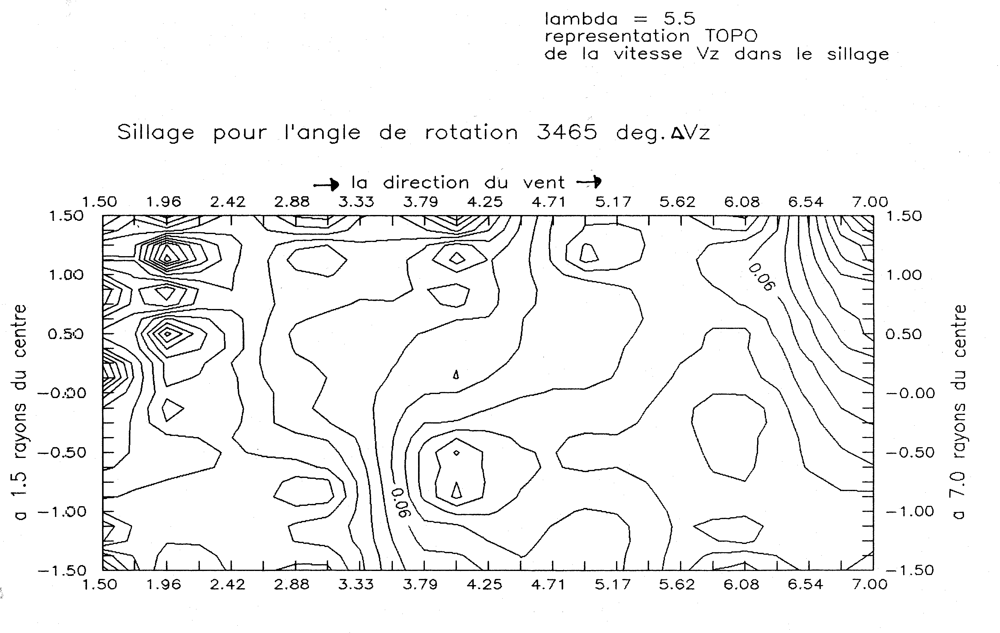 lambda = 5.5
representation TOPO
de la vitesse Vz dans le sillage
Sillage pour l'angle de rotation 3465 deg. ΔVz
→ la direction du vent →
1.50 1.96 2.42 2.88 3.33 3.79 4.25 4.71 5.17 5.62 6.08 6.54 7.00
1.50 1.50
1.00 1.00
0.06
0.50 0.50
-0.00 -0.00
-0.50 -0.50
-0.06
-1.00 -1.00
-1.50 -1.50
a 1.5 rayons du centre
a 7.0 rayons du centre
1.50 1.96 2.42 2.88 3.33 3.79 4.25 4.71 5.17 5.62 6.08 6.54 7.00